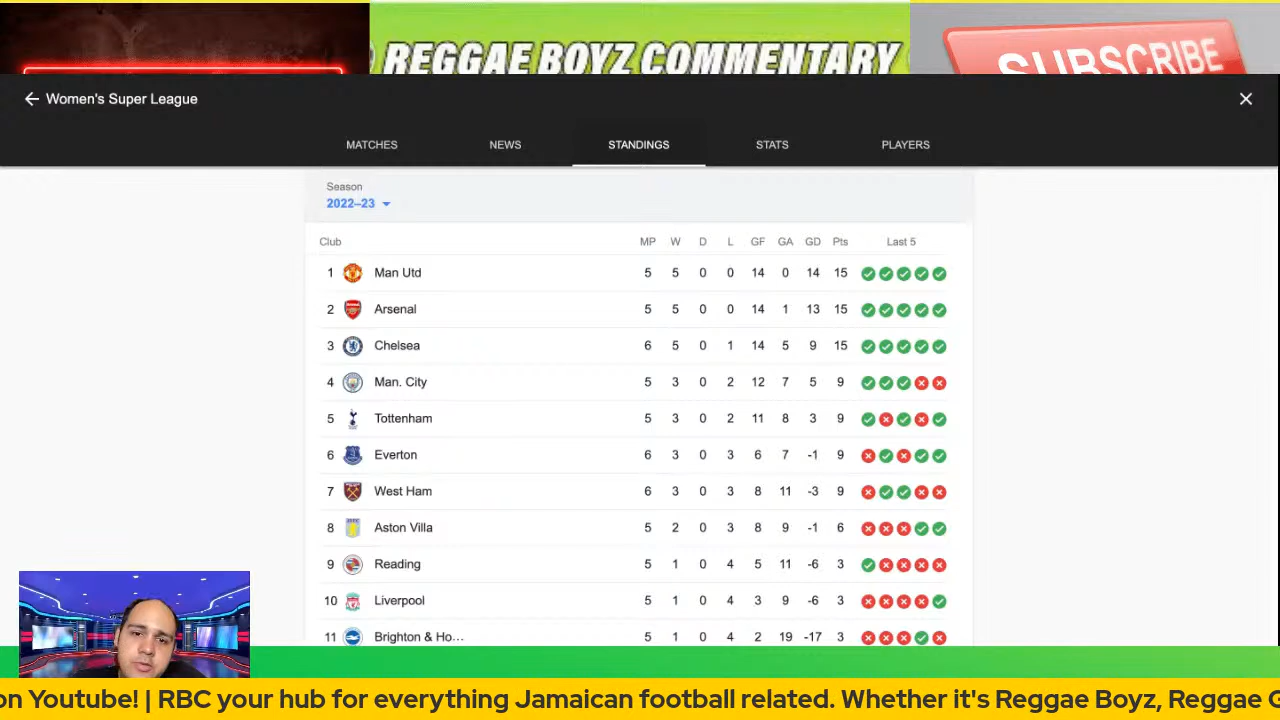 REGGAE BOYZ COMMENTARY
SUBSCRIBE
Women's Super League
MATCHES NEWS STANDINGS STATS PLAYERS
Season
2022–23
Club MP W D L GF GA GD Pts Last 5
1 Man Utd 5 5 0 0 14 0 14 15
2 Arsenal 5 5 0 0 14 1 13 15
3 Chelsea 6 5 0 1 14 5 9 15
4 Man. City 5 3 0 2 12 7 5 9
5 Tottenham 5 3 0 2 11 8 3 9
6 Everton 6 3 0 3 6 7 -1 9
7 West Ham 6 3 0 3 8 11 -3 9
8 Aston Villa 5 2 0 3 8 9 -1 6
9 Reading 5 1 0 4 5 11 -6 3
10 Liverpool 5 1 0 4 3 9 -6 3
11 Brighton & Ho... 5 1 0 4 2 19 -17 3
on Youtube! | RBC your hub for everything Jamaican football related. Whether it's Reggae Boyz, Reggae G